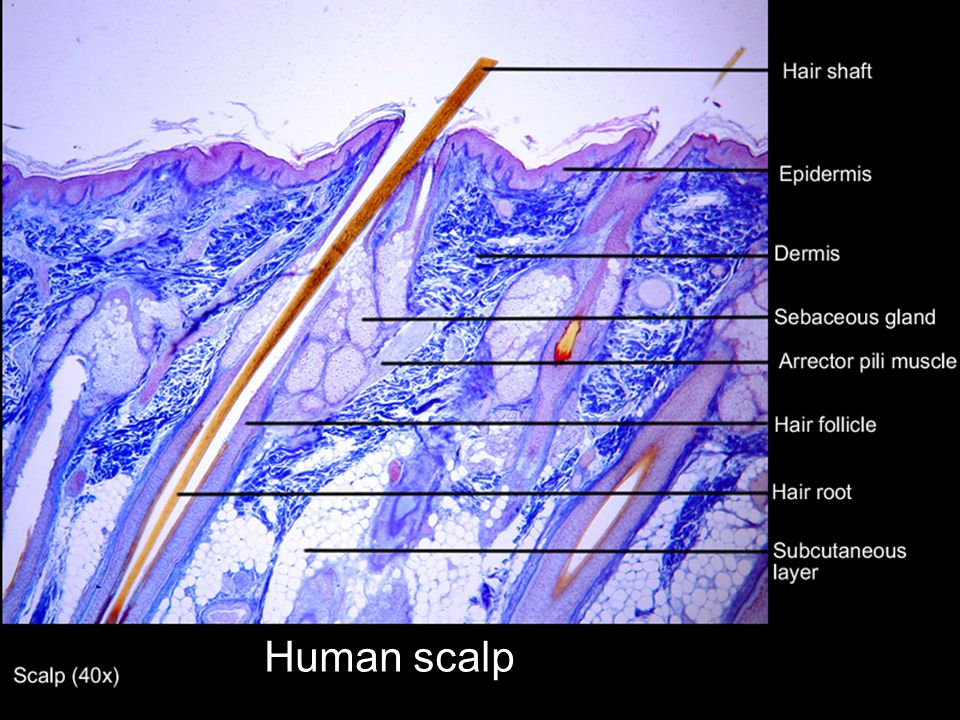 Hair shaft
Epidermis
Dermis
Sebaceous gland
Arrector pili muscle
Hair follicle
Hair root
Subcutaneous
layer
Human scalp
Scalp (40x)